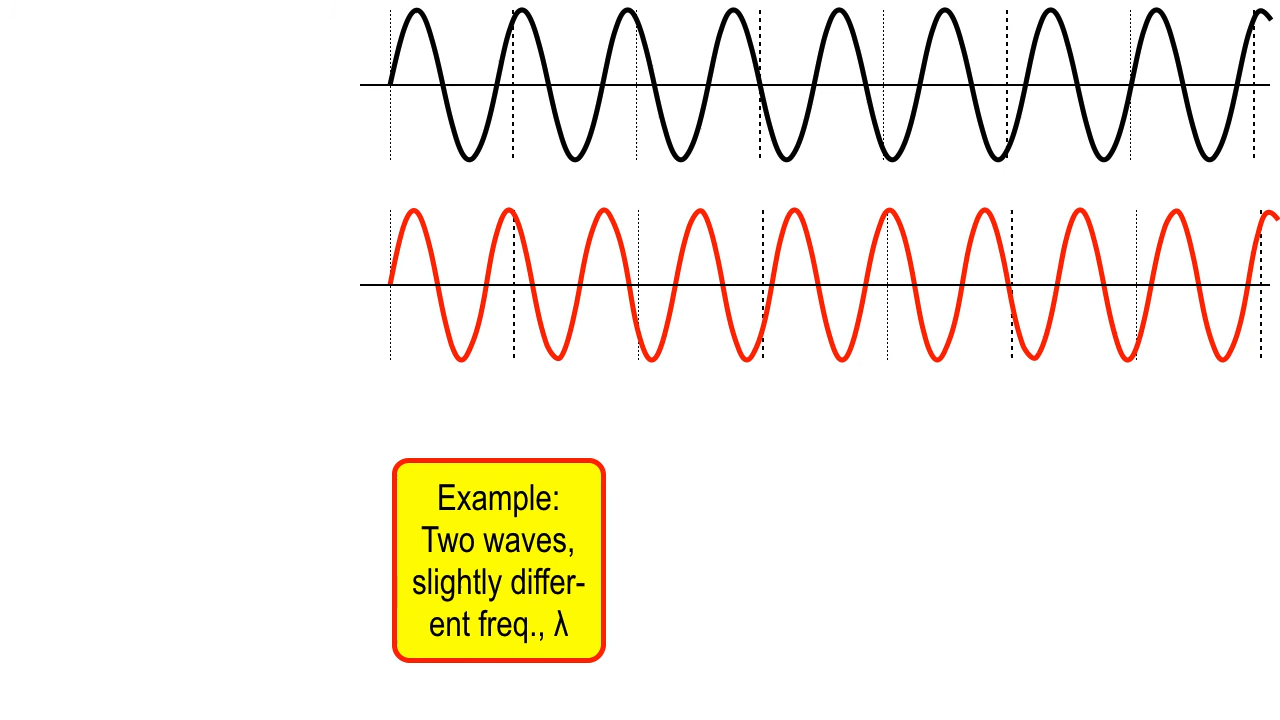 Example:
Two waves,
slightly differ-
ent freq., λ